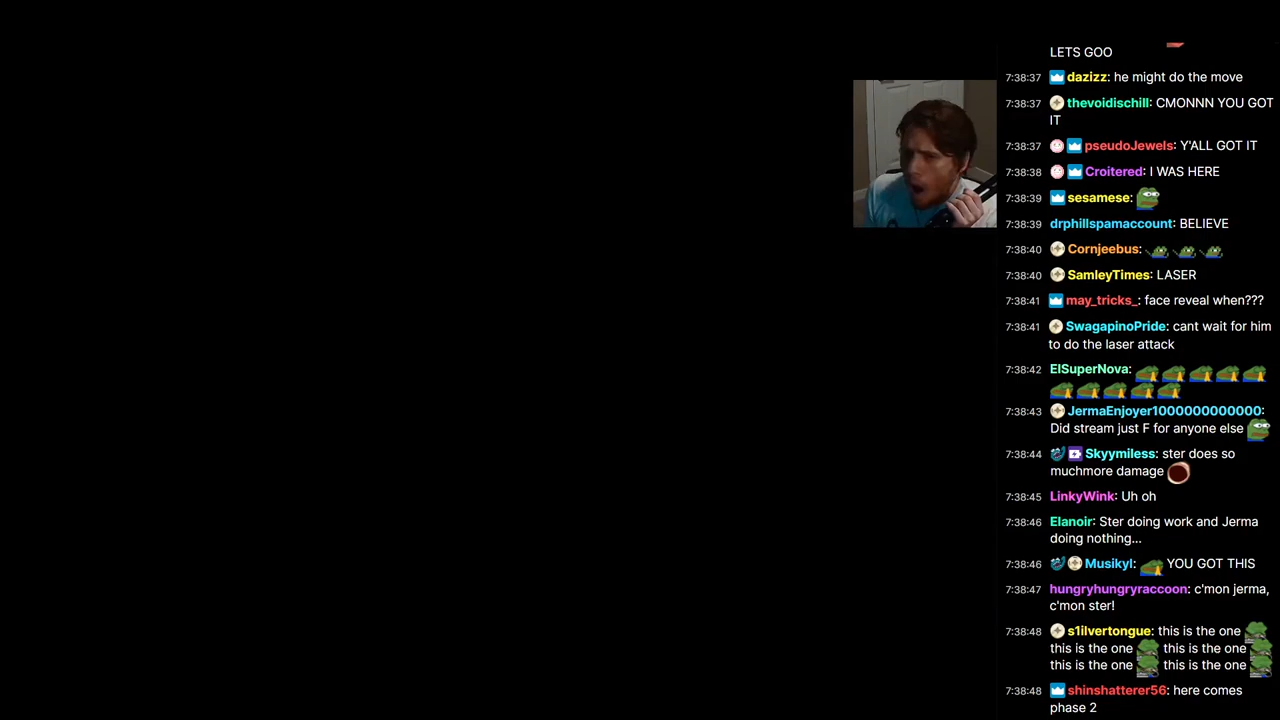 LETS GOO
7:38:37 dazizz: he might do the move
7:38:37 thevoidischill: CMONNN YOU GOT
IT
7:38:37 pseudoJewels: Y'ALL GOT IT
7:38:38 Croitered: I WAS HERE
7:38:39 sesamese:
7:38:39 drphillspamaccount: BELIEVE
7:38:40 Cornjeebus:
7:38:40 SamleyTimes: LASER
7:38:41 may_tricks_: face reveal when???
7:38:41 SwagapinoPride: cant wait for him
to do the laser attack
7:38:42 ElSuperNova:
7:38:43 JermaEnjoyer1000000000000:
Did stream just F for anyone else
7:38:44 Skyymiless: ster does so
muchmore damage
7:38:45 LinkyWink: Uh oh
7:38:46 Elanoir: Ster doing work and Jerma
doing nothing...
7:38:46 Musikyl: YOU GOT THIS
7:38:47 hungryhungryraccoon: c'mon jerma,
c'mon ster!
7:38:48 s1ilvertongue: this is the one
this is the one this is the one
this is the one this is the one
7:38:48 shinshatterer56: here comes
phase 2